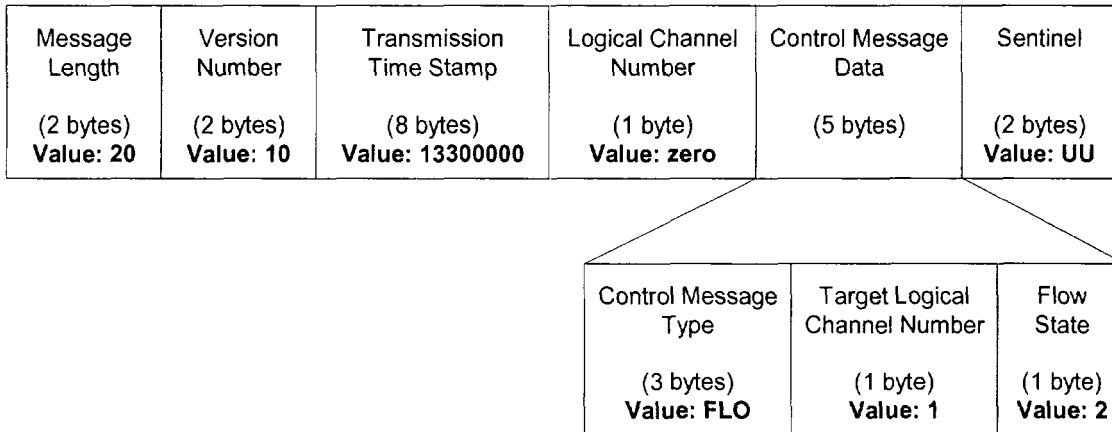 Message
Length
(2 bytes)
Value: 20
Version
Number
(2 bytes)
Value: 10
Transmission
Time Stamp
(8 bytes)
Value: 13300000
Logical Channel
Number
(1 byte)
Value: zero
Control Message
Data
(5 bytes)
Sentinel
(2 bytes)
Value: UU
Control Message
Type
(3 bytes)
Value: FLO
Target Logical
Channel Number
(1 byte)
Value: 1
Flow
State
(1 byte)
Value: 2